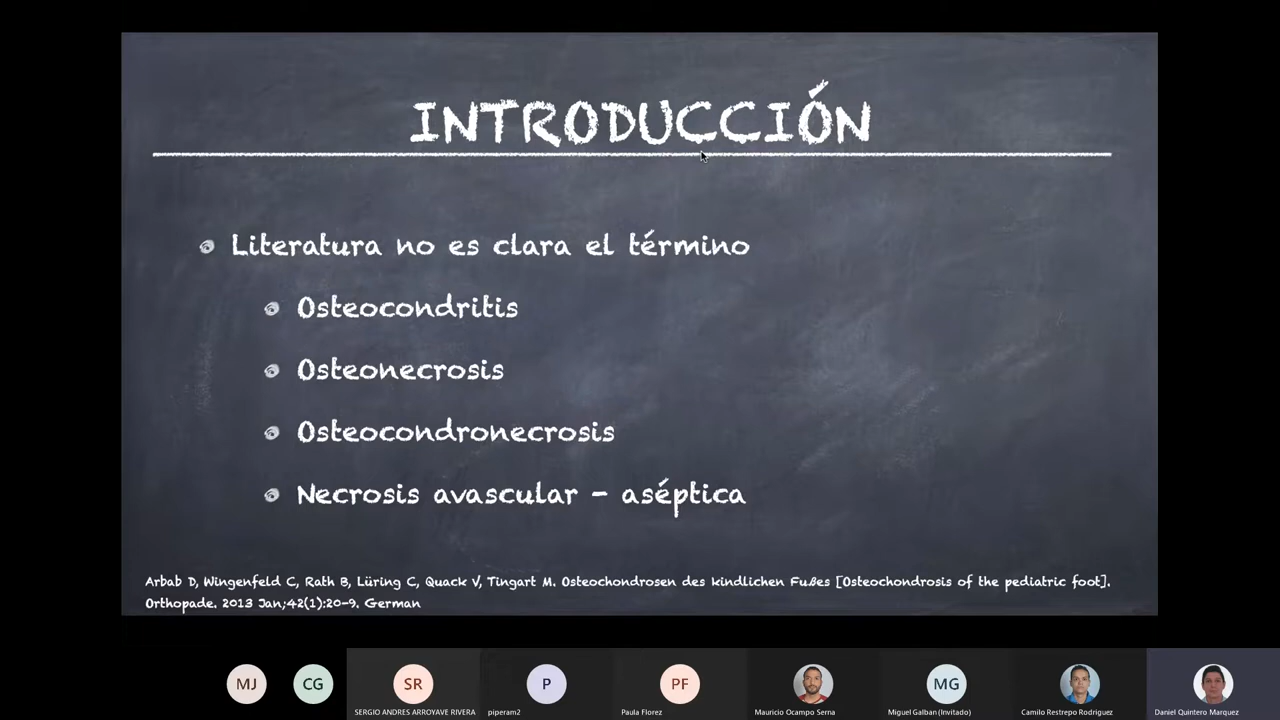 INTRODUCCIÓN
Literatura no es clara el término
Osteocondritis
Osteonecrosis
Osteocondronecrosis
Necrosis avascular - aséptica
Arbab D, Wingenfeld C, Rath B, Lüring C, Quack V, Tingart M. Osteochondrosen des kindlichen Fußes [Osteochondrosis of the pediatric foot].
Orthopade. 2013 Jan;42(1):20-9. German
MJ
CG
SR
P
PF
MG
SERGIO ANDRES ARROYAVE RIVERA
piperam2
Paula Florez
Mauricio Ocampo Serna
Miguel Galban (Invitado)
Camilo Restrepo Rodriguez
Daniel Quintero Marquez